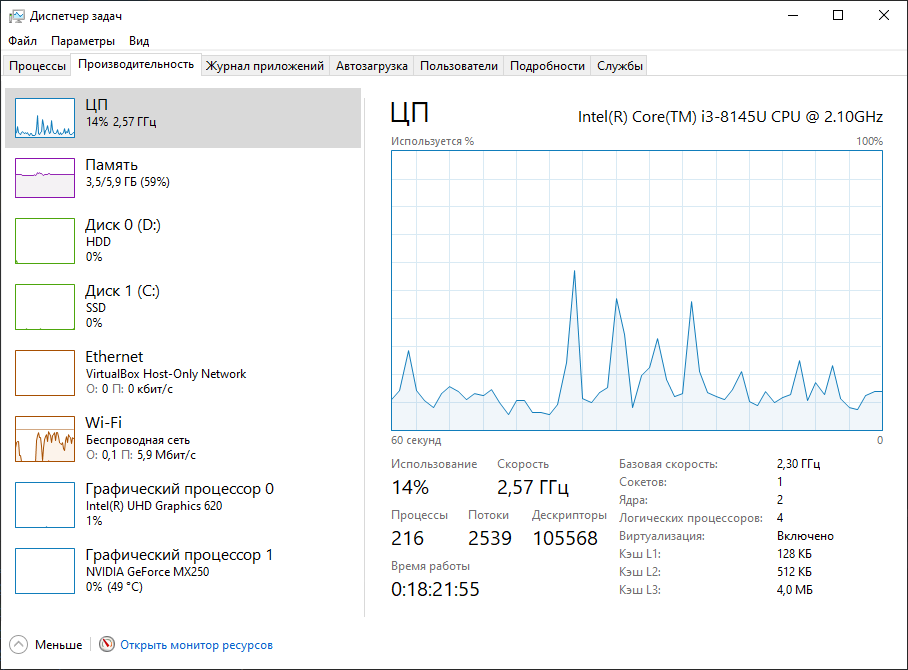 Диспетчер задач
Файл Параметры Вид
Процессы Производительность Журнал приложений Автозагрузка Пользователи Подробности Службы
ЦП
14% 2,57 ГГц
Память
3,5/5,9 ГБ (59%)
Диск 0 (D:)
HDD
0%
Диск 1 (C:)
SSD
0%
Ethernet
VirtualBox Host-Only Network
О: 0 П: 0 кбит/с
Wi-Fi
Беспроводная сеть
О: 0,1 П: 5,9 Мбит/с
Графический процессор 0
Intel(R) UHD Graphics 620
1%
Графический процессор 1
NVIDIA GeForce MX250
0% (49 °C)
ЦП Intel(R) Core(TM) i3-8145U CPU @ 2.10GHz
Используется % 100%
60 секунд 0
Использование Скорость
14% 2,57 ГГц
Процессы Потоки Дескрипторы
216 2539 105568
Время работы
0:18:21:55
Базовая скорость: 2,30 ГГц
Сокетов: 1
Ядра: 2
Логических процессоров: 4
Виртуализация: Включено
Кэш L1: 128 КБ
Кэш L2: 512 КБ
Кэш L3: 4,0 МБ
Меньше Открыть монитор ресурсов